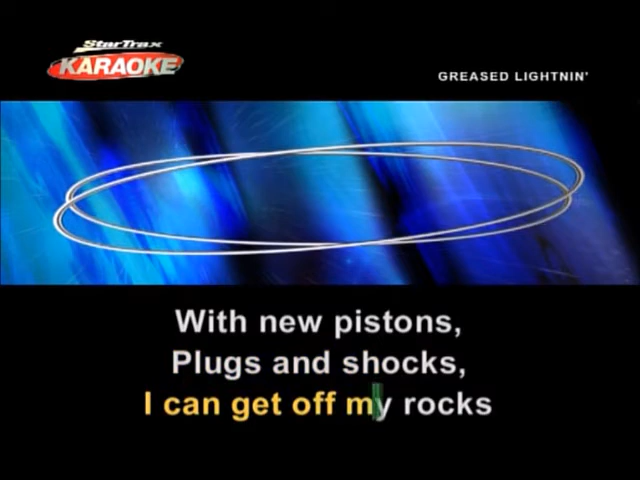 StarTrax
KARAOKE
GREASED LIGHTNIN'
With new pistons,
Plugs and shocks,
I can get off my rocks